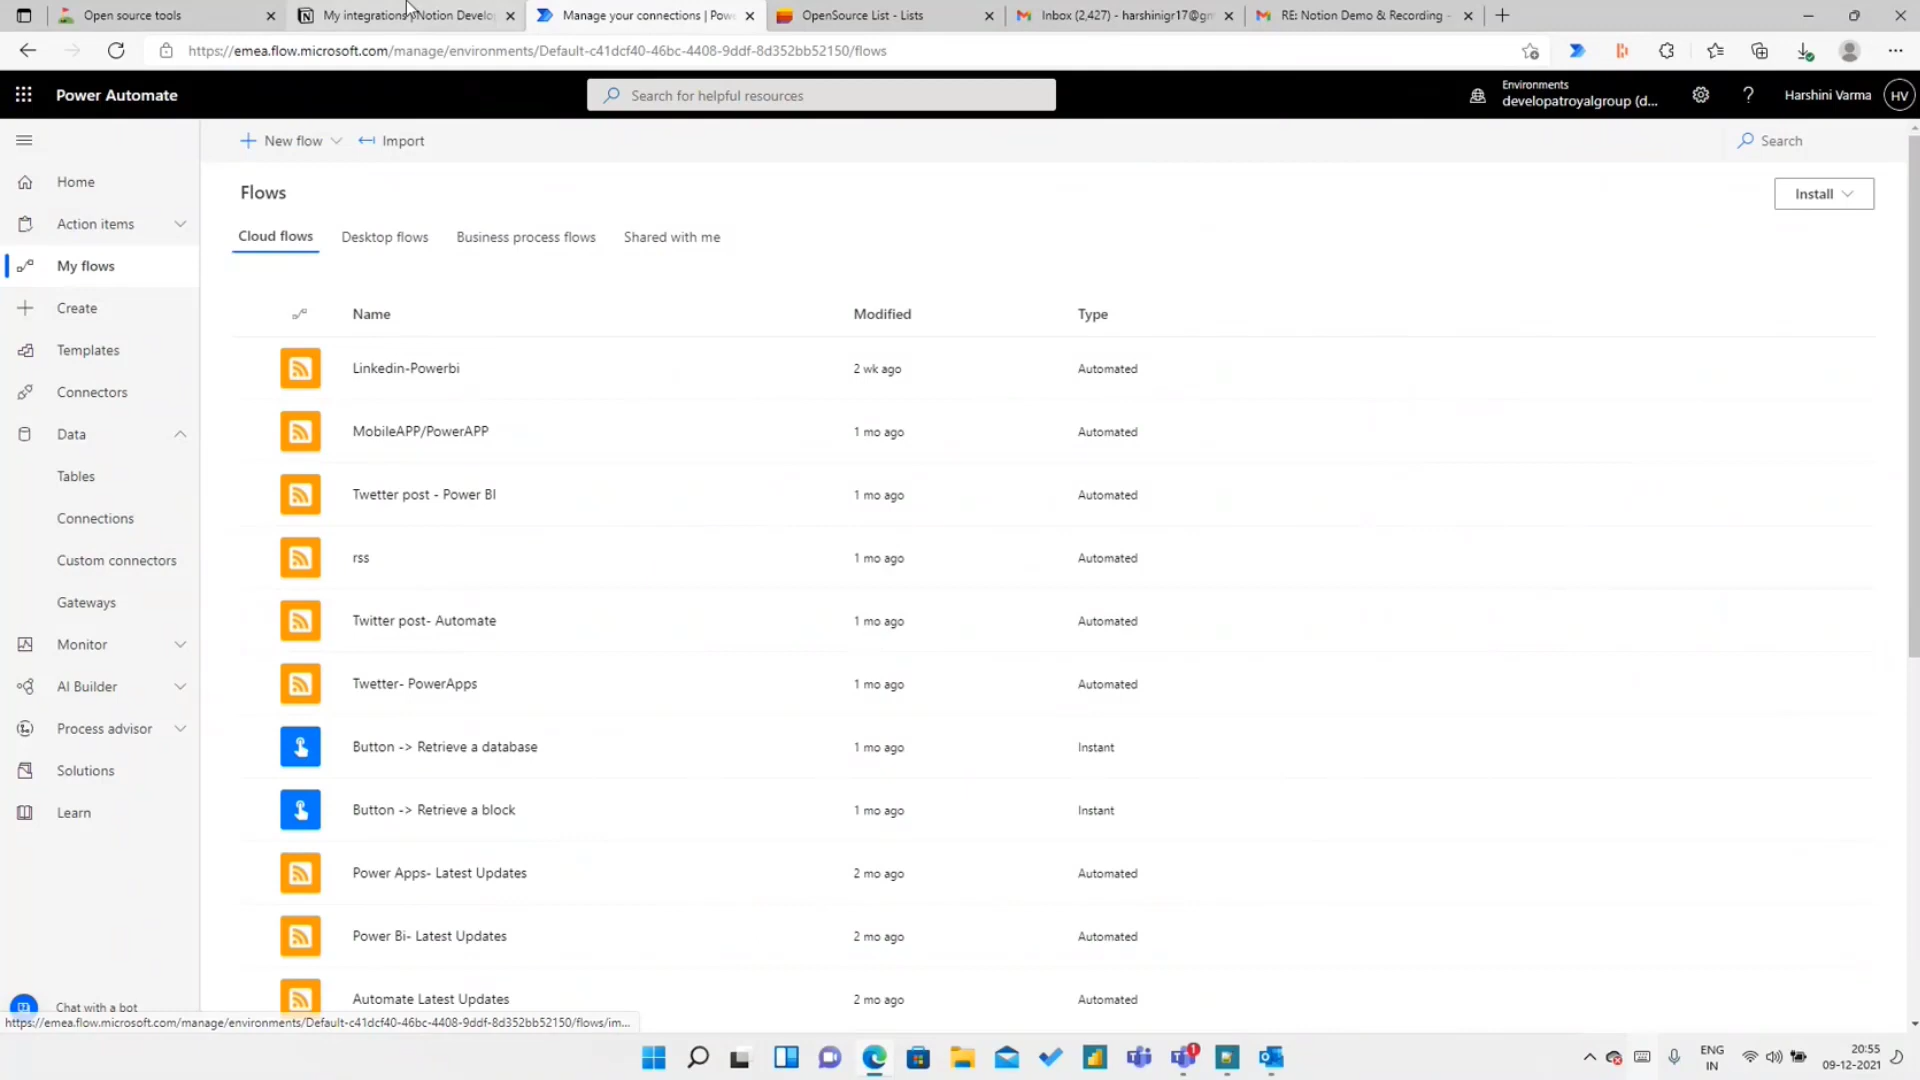 Open source tools
My integrations | Notion Develo
Manage your connections | Powe
OpenSource List - Lists
Inbox (2,427) - harshinigr17@gm
RE: Notion Demo & Recording -
https://emea.flow.microsoft.com/manage/environments/Default-c41dcf40-46bc-4408-9ddf-8d352bb52150/flows
Power Automate
Search for helpful resources
Environments
developatroyalgroup (d...
?
Harshini Varma
HV
New flow
Import
Search
Home
Action items
My flows
Create
Templates
Connectors
Data
Tables
Connections
Custom connectors
Gateways
Monitor
AI Builder
Process advisor
Solutions
Learn
Chat with a bot
Flows
Install
Cloud flows
Desktop flows
Business process flows
Shared with me
Name Modified Type
Linkedin-Powerbi 2 wk ago Automated
MobileAPP/PowerAPP 1 mo ago Automated
Twetter post - Power BI 1 mo ago Automated
rss 1 mo ago Automated
Twitter post- Automate 1 mo ago Automated
Twetter- PowerApps 1 mo ago Automated
Button -> Retrieve a database 1 mo ago Instant
Button -> Retrieve a block 1 mo ago Instant
Power Apps- Latest Updates 2 mo ago Automated
Power Bi- Latest Updates 2 mo ago Automated
Automate Latest Updates 2 mo ago Automated
https://emea.flow.microsoft.com/manage/environments/Default-c41dcf40-46bc-4408-9ddf-8d352bb52150/flows/im...
1
ENG
IN
20:55
09-12-2021